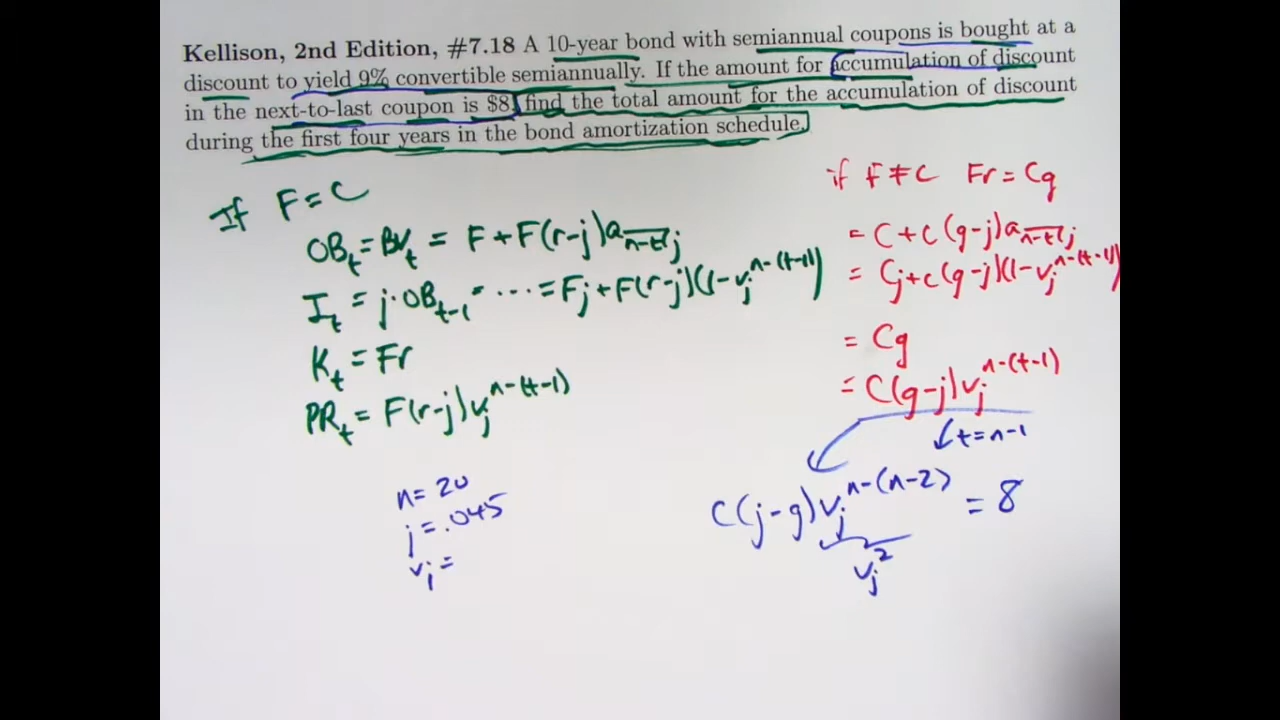 Kellison, 2nd Edition, #7.18 A 10-year bond with semiannual coupons is bought at a
discount to yield 9% convertible semiannually. If the amount for accumulation of discount
in the next-to-last coupon is $8, find the total amount for the accumulation of discount
during the first four years in the bond amortization schedule.
If F = C
OB_t = BV_t = F + F(r-j)a_{n-t|j}
I_t = j·OB_{t-1} = ··· = Fj + F(r-j)(1-v_j^{n-(t-1)})
K_t = Fr
PR_t = F(r-j)v_j^{n-(t-1)}
if F ≠ C Fr = Cg
= C + C(g-j)a_{n-t|j}
= Cj + C(g-j)(1-v_j^{n-(t-1)})
= Cg
= C(g-j)v_j^{n-(t-1)}
t = n-1
n = 20
j = .045
v_j =
C(j-g)v_j^{n-(n-2)} = 8
v_j^2